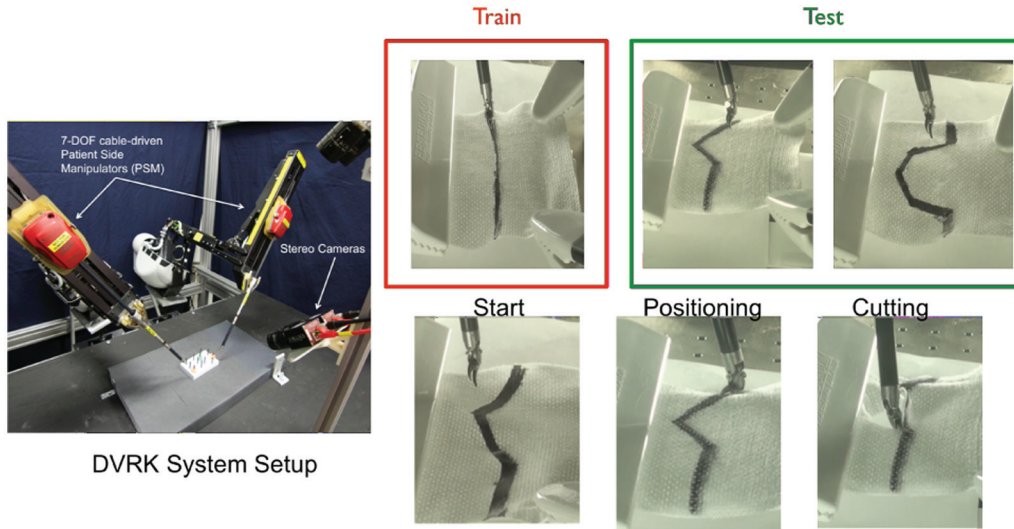 Train
Test
7-DOF cable-driven
Patient Side
Manipulators (PSM)
Stereo Cameras
Start
Positioning
Cutting
DVRK System Setup